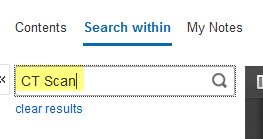 Contents Search within My Notes
«
CT Scan
clear results